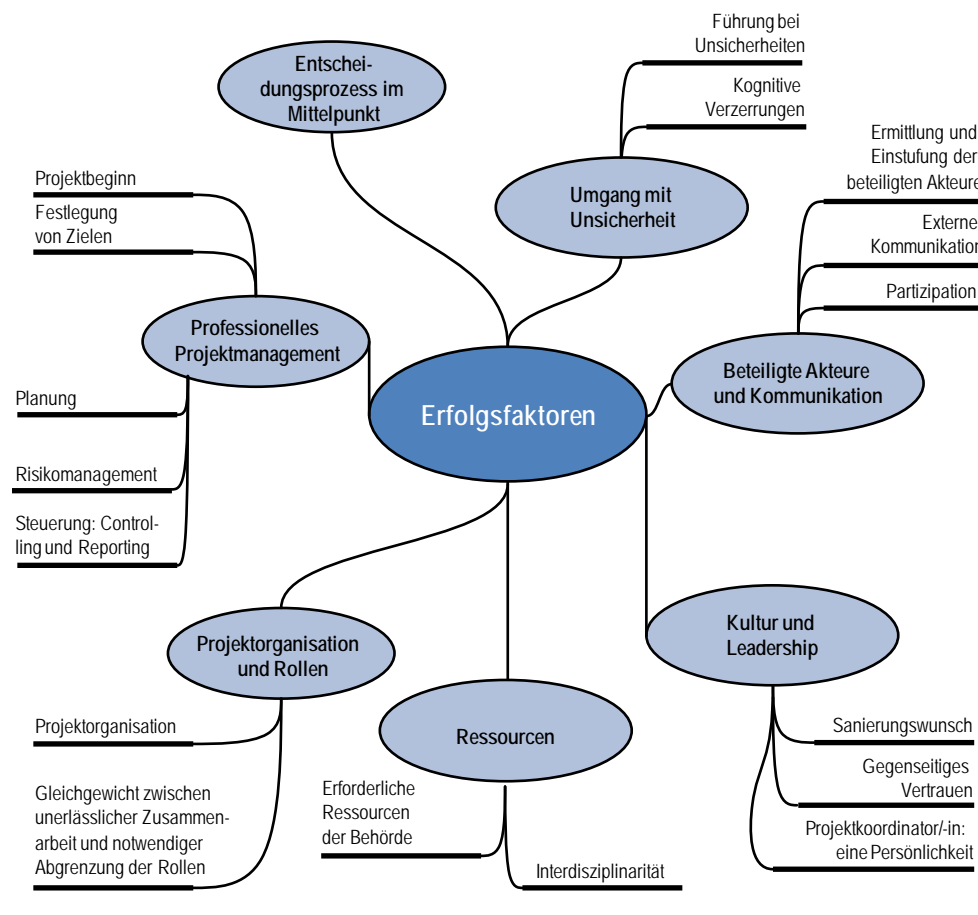 Entschei-
dungsprozess im
Mittelpunkt
Führung bei
Unsicherheiten
Kognitive
Verzerrungen
Umgang mit
Unsicherheit
Ermittlung und
Einstufung der
beteiligten Akteure
Externe
Kommunikation
Partizipation
Beteiligte Akteure
und Kommunikation
Projektbeginn
Festlegung
von Zielen
Professionelles
Projektmanagement
Planung
Risikomanagement
Steuerung: Control-
ling und Reporting
Erfolgsfaktoren
Projektorganisation
und Rollen
Projektorganisation
Gleichgewicht zwischen
unerlässlicher Zusammen-
arbeit und notwendiger
Abgrenzung der Rollen
Ressourcen
Erforderliche
Ressourcen
der Behörde
Interdisziplinarität
Kultur und
Leadership
Sanierungswunsch
Gegenseitiges
Vertrauen
Projektkoordinator/-in:
eine Persönlichkeit